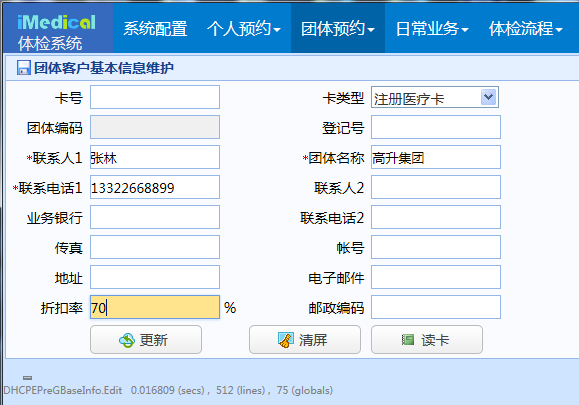 iMedical
体检系统
系统配置 个人预约 团体预约 日常业务 体检流程
团体客户基本信息维护
卡号 卡类型 注册医疗卡
团体编码 登记号
*联系人1 张林 *团体名称 高升集团
*联系电话1 13322668899 联系人2
业务银行 联系电话2
传真 帐号
地址 电子邮件
折扣率 70 % 邮政编码
更新 清屏 读卡
DHCPEPreGBaseInfo.Edit 0.016809 (secs) , 512 (lines) , 75 (globals)